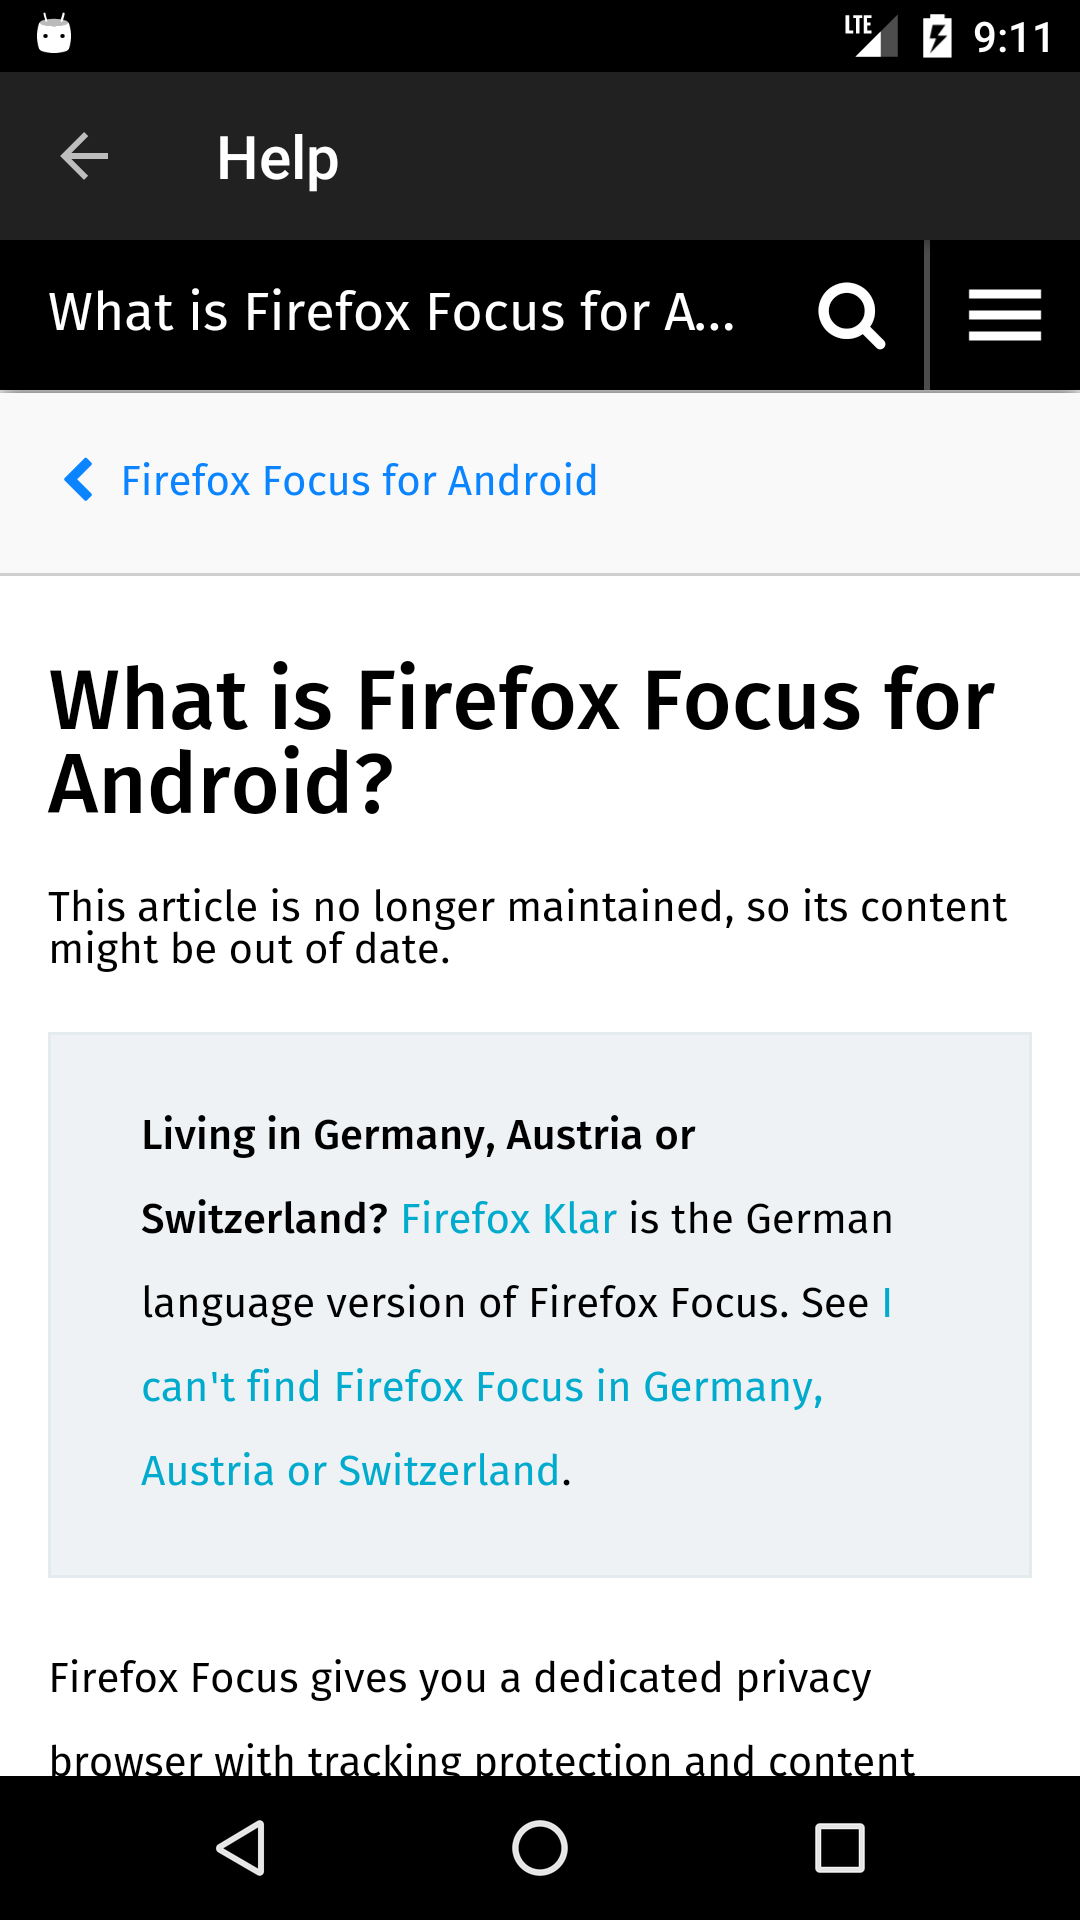 LTE 9:11
Help
What is Firefox Focus for A...
Firefox Focus for Android
What is Firefox Focus for
Android?
This article is no longer maintained, so its content
might be out of date.
Living in Germany, Austria or
Switzerland? Firefox Klar is the German
language version of Firefox Focus. See I
can't find Firefox Focus in Germany,
Austria or Switzerland.
Firefox Focus gives you a dedicated privacy
browser with tracking protection and content